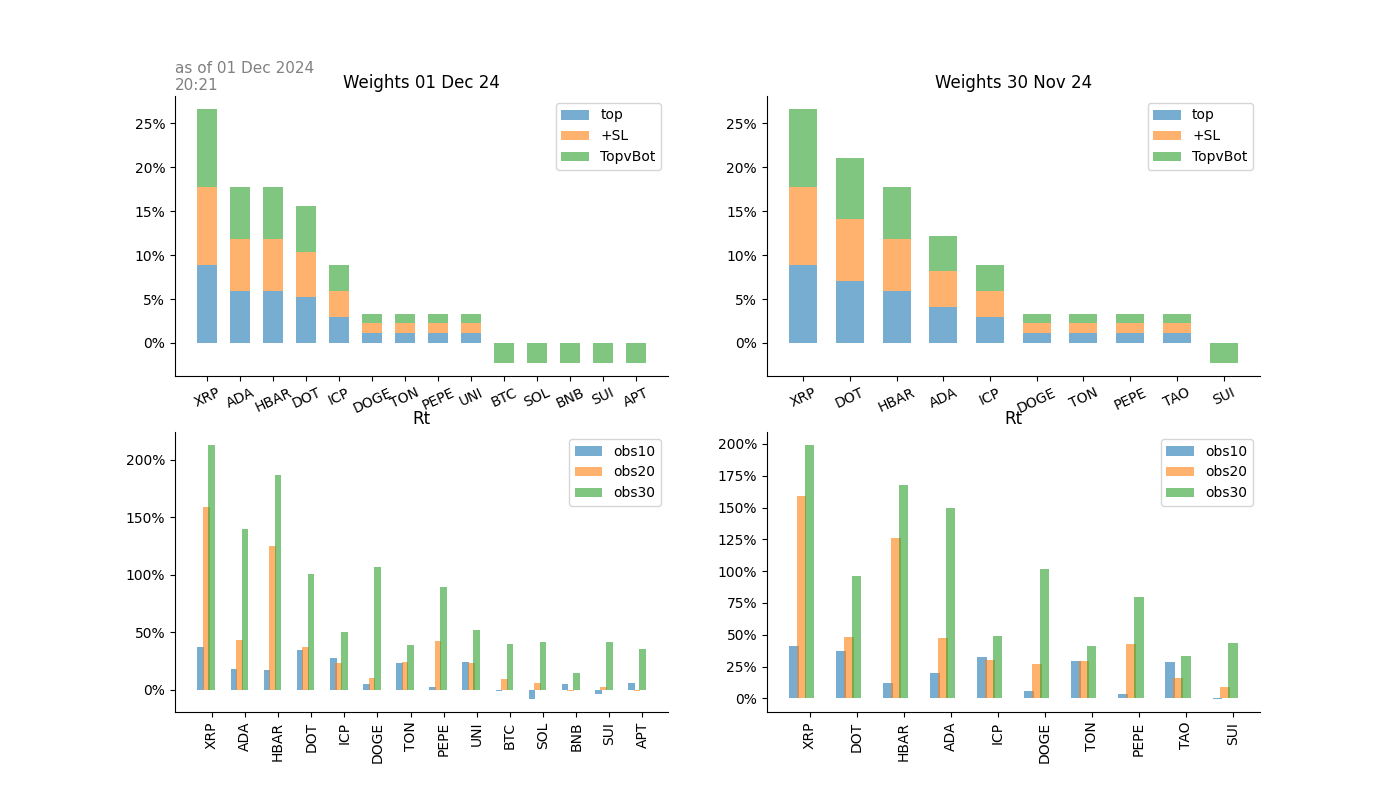 as of 01 Dec 2024
20:21
Weights 01 Dec 24
25%
20%
15%
10%
5%
0%
top
+SL
TopvBot
XRP ADA HBAR DOT ICP DOGE TON PEPE UNI BTC SOL BNB SUI APT
Weights 30 Nov 24
25%
20%
15%
10%
5%
0%
top
+SL
TopvBot
XRP DOT HBAR ADA ICP DOGE TON PEPE TAO SUI
Rt
200%
150%
100%
50%
0%
obs10
obs20
obs30
XRP ADA HBAR DOT ICP DOGE TON PEPE UNI BTC SOL BNB SUI APT
Rt
200%
175%
150%
125%
100%
75%
50%
25%
0%
obs10
obs20
obs30
XRP DOT HBAR ADA ICP DOGE TON PEPE TAO SUI